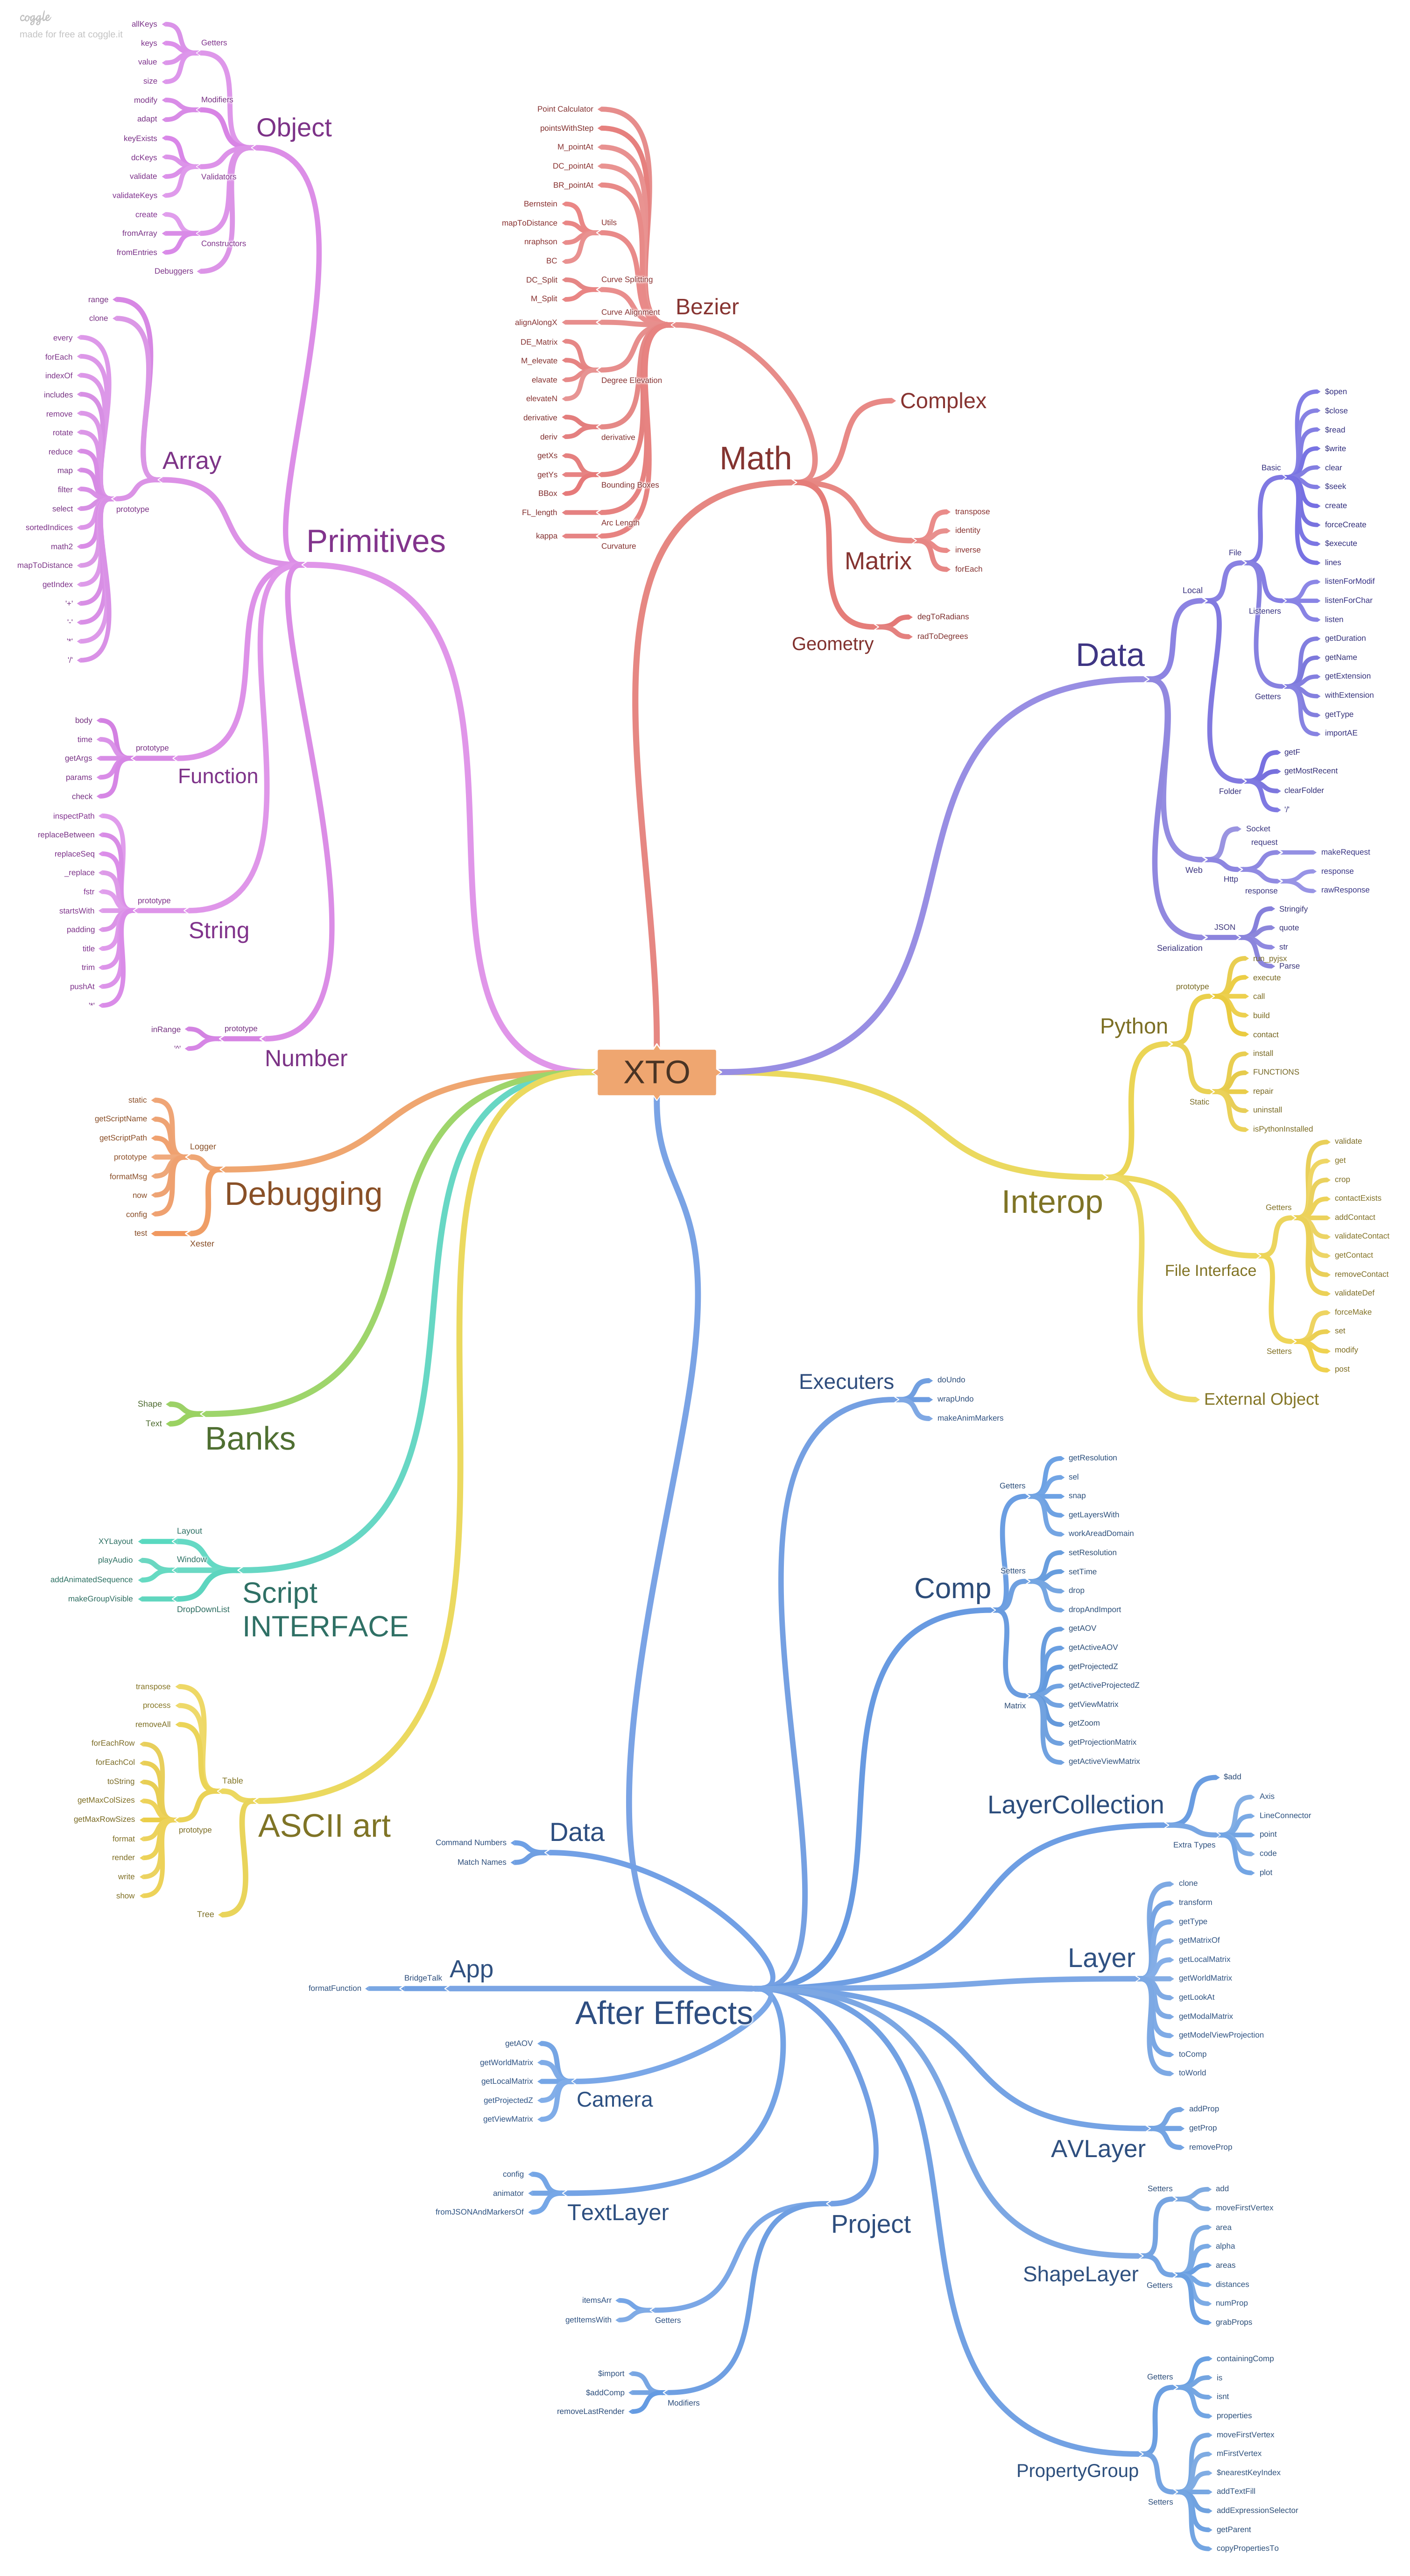 coggle
made for free at coggle.it
XTO
Primitives
Object
Getters
allKeys
keys
value
size
Modifiers
modify
adapt
Validators
keyExists
dcKeys
validate
validateKeys
Constructors
create
fromArray
fromEntries
Debuggers
Array
range
clone
prototype
every
forEach
indexOf
includes
remove
rotate
reduce
map
filter
select
sortedIndices
math2
mapToDistance
getIndex
'+'
'-'
'*'
'/'
Function
prototype
body
time
getArgs
params
check
String
prototype
inspectPath
replaceBetween
replaceSeq
_replace
fstr
startsWith
padding
title
trim
pushAt
'*'
Number
prototype
inRange
Math
Bezier
Point Calculator
pointsWithStep
M_pointAt
DC_pointAt
BR_pointAt
Utils
Bernstein
mapToDistance
nraphson
BC
Curve Splitting
DC_Split
M_Split
Curve Alignment
alignAlongX
Degree Elevation
DE_Matrix
M_elevate
elavate
elevateN
derivative
derivative
deriv
Bounding Boxes
getXs
getYs
BBox
Arc Length
FL_length
Curvature
kappa
Complex
Matrix
transpose
identity
inverse
forEach
Geometry
degToRadians
radToDegrees
Data
Local
File
Basic
$open
$close
$read
$write
clear
$seek
create
forceCreate
$execute
lines
Listeners
listenForModif
listenForChar
listen
Getters
getDuration
getName
getExtension
withExtension
getType
importAE
Folder
getF
getMostRecent
clearFolder
'/'
Web
Socket
Http
request
makeRequest
response
response
rawResponse
Serialization
JSON
Stringify
quote
str
Parse
Interop
Python
prototype
run_pyjsx
execute
call
build
contact
Static
install
FUNCTIONS
repair
uninstall
isPythonInstalled
File Interface
Getters
validate
get
crop
contactExists
addContact
validateContact
getContact
removeContact
validateDef
Setters
forceMake
set
modify
post
External Object
Debugging
Logger
static
getScriptName
getScriptPath
prototype
formatMsg
now
config
Xester
test
Banks
Shape
Text
Script
INTERFACE
Layout
XYLayout
Window
playAudio
addAnimatedSequence
DropDownList
makeGroupVisible
ASCII art
Table
transpose
process
removeAll
prototype
forEachRow
forEachCol
toString
getMaxColSizes
getMaxRowSizes
format
render
write
show
Tree
After Effects
Executers
doUndo
wrapUndo
makeAnimMarkers
Comp
Getters
getResolution
sel
snap
getLayersWith
workAreadDomain
Setters
setResolution
setTime
drop
dropAndImport
Matrix
getAOV
getActiveAOV
getProjectedZ
getActiveProjectedZ
getViewMatrix
getZoom
getProjectionMatrix
getActiveViewMatrix
LayerCollection
$add
Extra Types
Axis
LineConnector
point
code
plot
Layer
clone
transform
getType
getMatrixOf
getLocalMatrix
getWorldMatrix
getLookAt
getModalMatrix
getModelViewProjection
toComp
toWorld
AVLayer
addProp
getProp
removeProp
ShapeLayer
Setters
add
moveFirstVertex
Getters
area
alpha
areas
distances
numProp
grabProps
PropertyGroup
Getters
containingComp
is
isnt
properties
Setters
moveFirstVertex
mFirstVertex
$nearestKeyIndex
addTextFill
addExpressionSelector
getParent
copyPropertiesTo
Data
Command Numbers
Match Names
App
BridgeTalk
formatFunction
Camera
getAOV
getWorldMatrix
getLocalMatrix
getProjectedZ
getViewMatrix
TextLayer
config
animator
fromJSONAndMarkersOf
Project
Getters
itemsArr
getItemsWith
Modifiers
$import
$addComp
removeLastRender